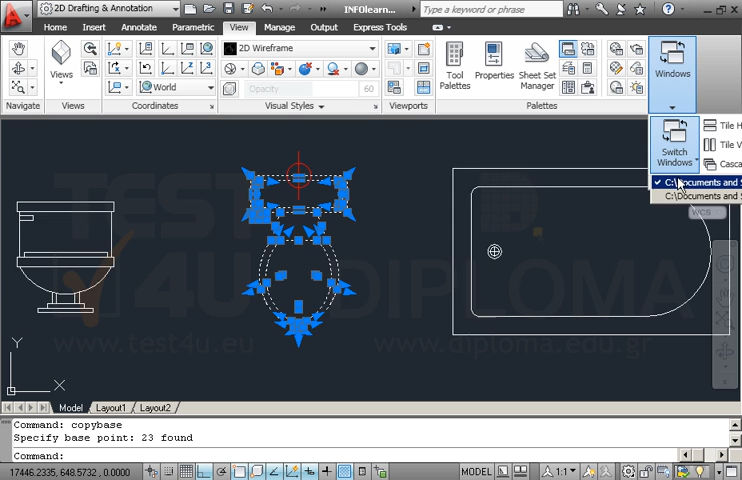 2D Drafting & Annotation
INFOlearn...
Type a keyword or phrase
Home Insert Annotate Parametric View Manage Output Express Tools
Views
2D Wireframe
World
Opacity 60
Tool Palettes
Properties
Sheet Set Manager
Windows
Navigate Views Coordinates Visual Styles Viewports Palettes
Switch Windows
Tile H
Tile V
Casca
C:\Documents and S
C:\Documents and S
WCS
TEST4U DIPLOMA
www.test4u.eu www.diploma.edu.gr
Y
X
Model Layout1 Layout2
Command: copybase
Specify base point: 23 found
Command:
17446.2335, 648.5732, 0.0000
MODEL
1:1